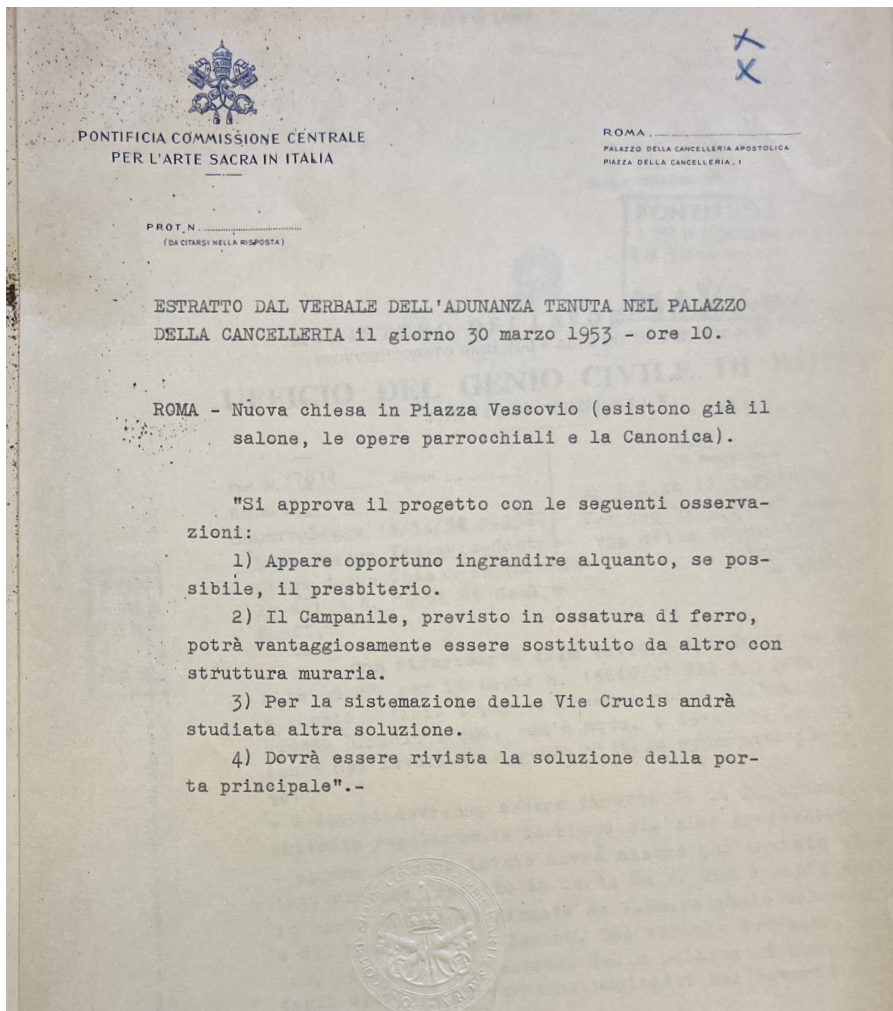 PONTIFICIA COMMISSIONE CENTRALE
PER L'ARTE SACRA IN ITALIA
ROMA,
PALAZZO DELLA CANCELLERIA APOSTOLICA
PIAZZA DELLA CANCELLERIA, 1
PROT. N.
(DA CITARSI NELLA RISPOSTA)
ESTRATTO DAL VERBALE DELL'ADUNANZA TENUTA NEL PALAZZO
DELLA CANCELLERIA il giorno 30 marzo 1953 - ore 10.
ROMA - Nuova chiesa in Piazza Vescovio (esistono già il
salone, le opere parrocchiali e la Canonica).
"Si approva il progetto con le seguenti osserva-
zioni:
1) Appare opportuno ingrandire alquanto, se pos-
sibile, il presbiterio.
2) Il Campanile, previsto in ossatura di ferro,
potrà vantaggiosamente essere sostituito da altro con
struttura muraria.
3) Per la sistemazione delle Vie Crucis andrà
studiata altra soluzione.
4) Dovrà essere rivista la soluzione della por-
ta principale".-